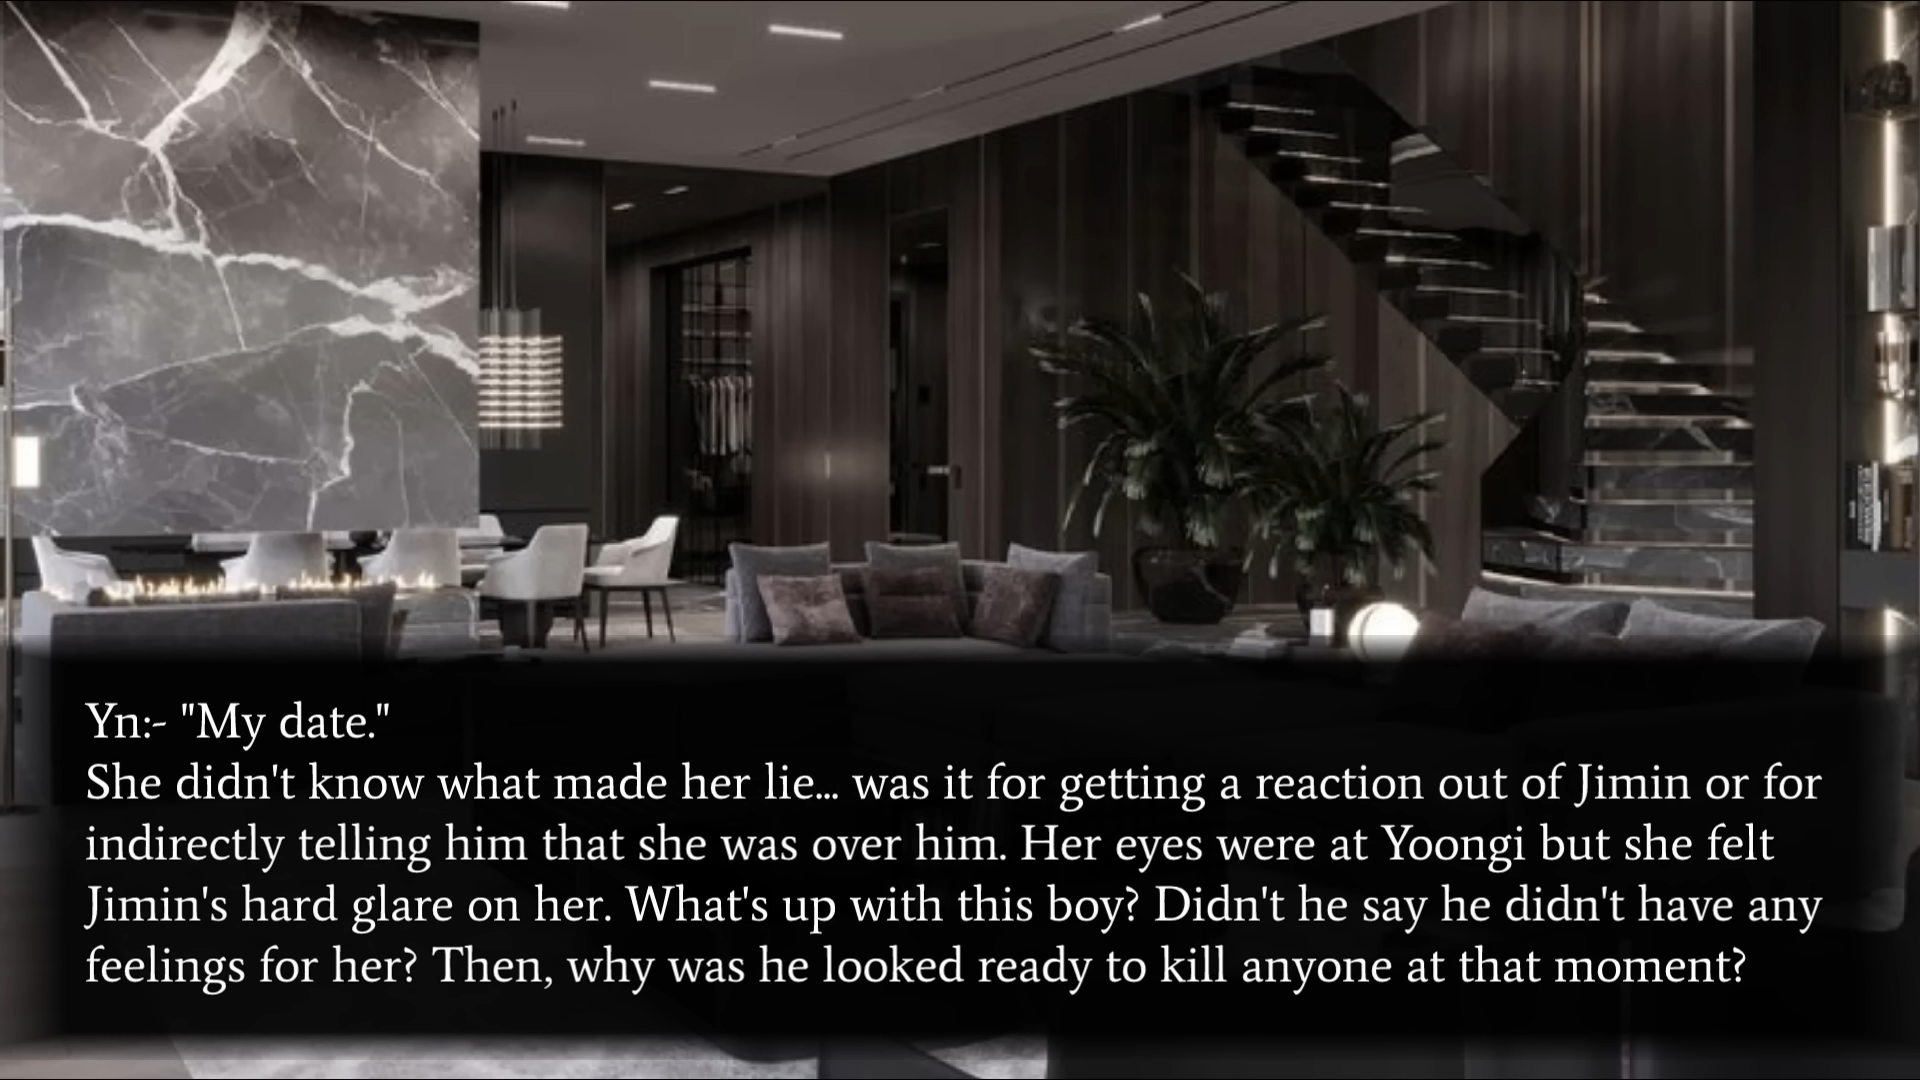 Yn:- "My date."
She didn't know what made her lie... was it for getting a reaction out of Jimin or for
indirectly telling him that she was over him. Her eyes were at Yoongi but she felt
Jimin's hard glare on her. What's up with this boy? Didn't he say he didn't have any
feelings for her? Then, why was he looked ready to kill anyone at that moment?